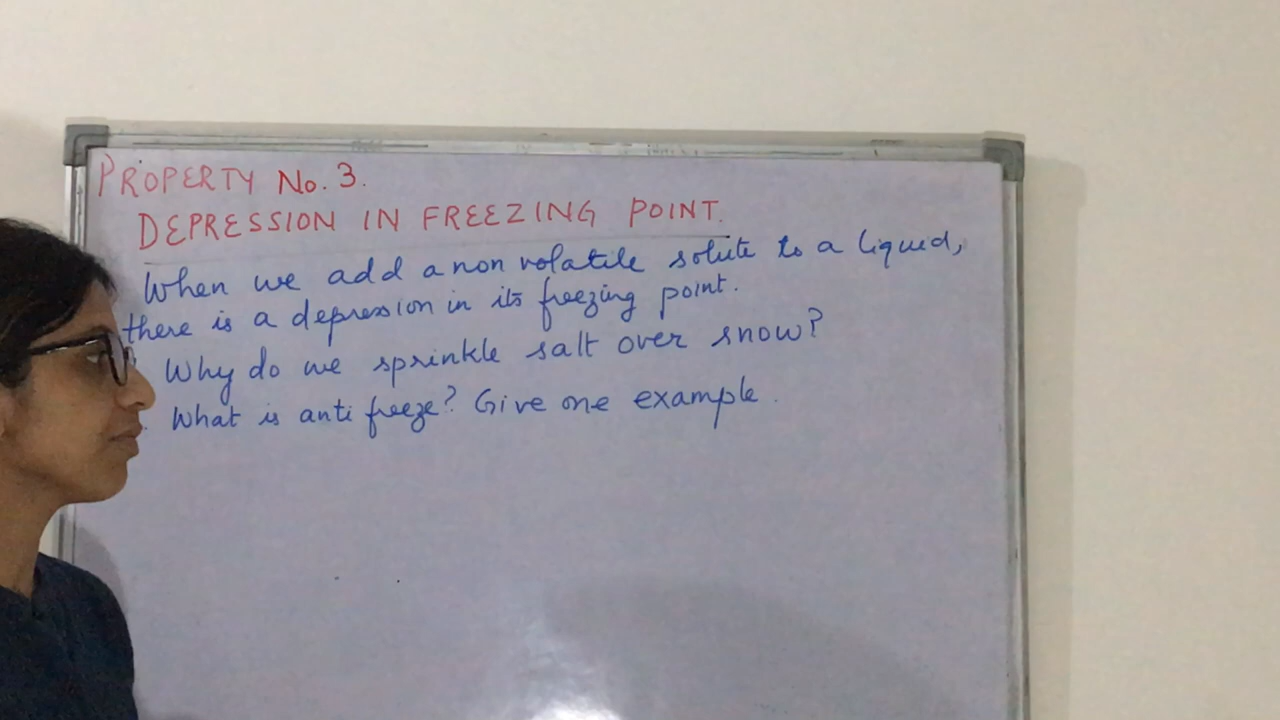 PROPERTY No. 3.
DEPRESSION IN FREEZING POINT.
When we add a non volatile solute to a liquid,
there is a depression in its freezing point.
Why do we sprinkle salt over snow?
What is anti freeze? Give one example.